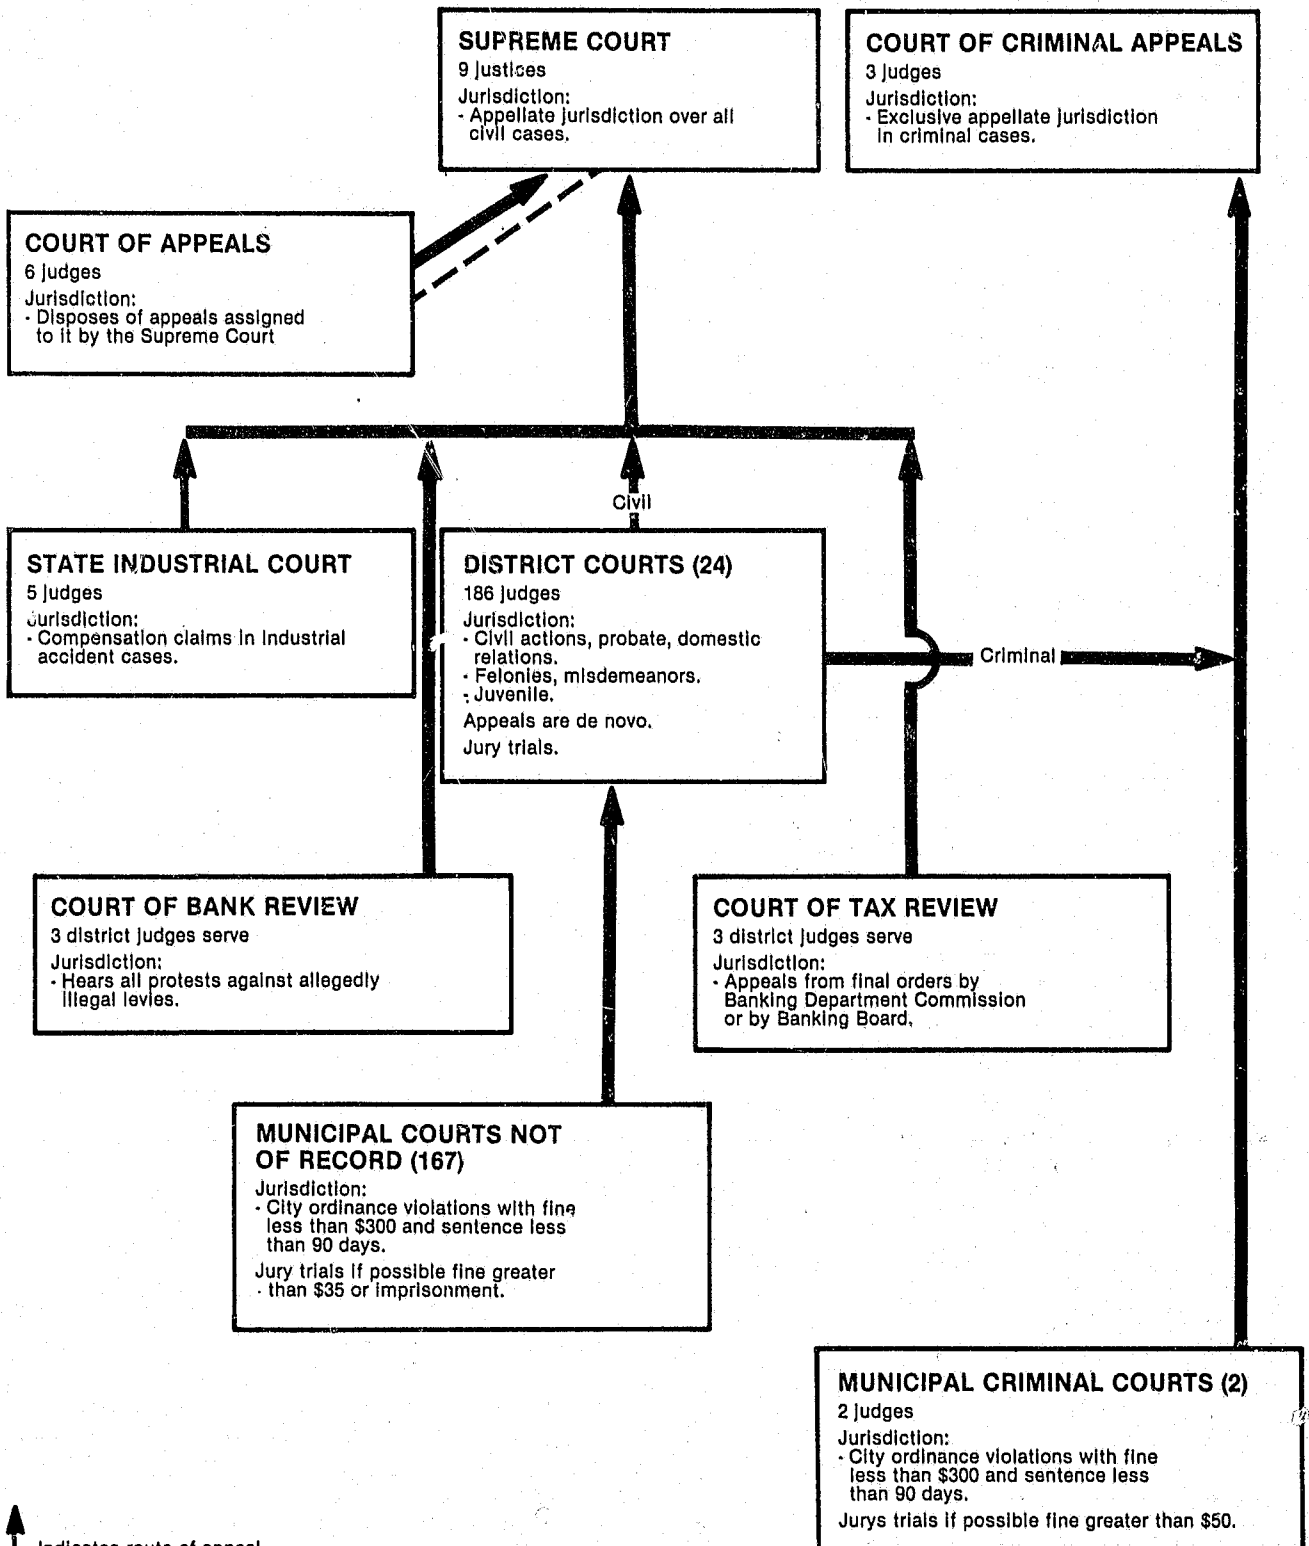 SUPREME COURT
9 Justices
Jurisdiction:
- Appellate jurisdiction over all
civil cases.
COURT OF CRIMINAL APPEALS
3 Judges
Jurisdiction:
- Exclusive appellate jurisdiction
in criminal cases.
COURT OF APPEALS
6 Judges
Jurisdiction:
- Disposes of appeals assigned
to it by the Supreme Court
Civil
STATE INDUSTRIAL COURT
5 Judges
Jurisdiction:
- Compensation claims in industrial
accident cases.
DISTRICT COURTS (24)
186 Judges
Jurisdiction:
- Civil actions, probate, domestic
relations.
- Felonies, misdemeanors.
- Juvenile.
Appeals are de novo.
Jury trials.
Criminal
COURT OF BANK REVIEW
3 district judges serve
Jurisdiction:
- Hears all protests against allegedly
illegal levies.
COURT OF TAX REVIEW
3 district judges serve
Jurisdiction:
- Appeals from final orders by
Banking Department Commission
or by Banking Board.
MUNICIPAL COURTS NOT
OF RECORD (167)
Jurisdiction:
- City ordinance violations with fine
less than $300 and sentence less
than 90 days.
Jury trials if possible fine greater
- than $35 or imprisonment.
MUNICIPAL CRIMINAL COURTS (2)
2 Judges
Jurisdiction:
- City ordinance violations with fine
less than $300 and sentence less
than 90 days.
Jurys trials if possible fine greater than $50.
Indicates route of appeal